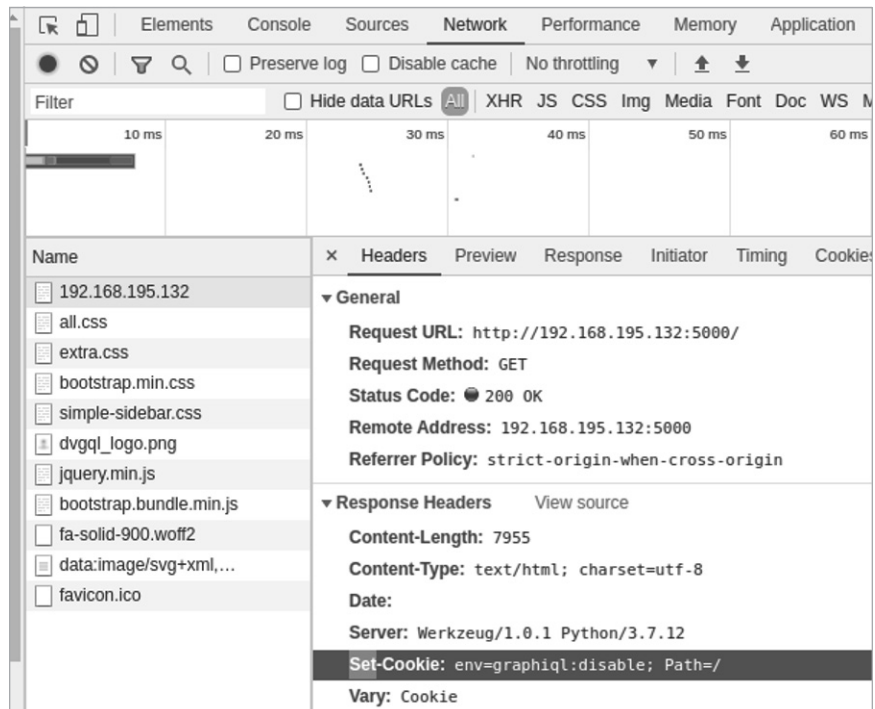 Elements Console Sources Network Performance Memory Application
Preserve log Disable cache No throttling ▼
Filter Hide data URLs All XHR JS CSS Img Media Font Doc WS M
10 ms 20 ms 30 ms 40 ms 50 ms 60 ms
Name
192.168.195.132
all.css
extra.css
bootstrap.min.css
simple-sidebar.css
dvgql_logo.png
jquery.min.js
bootstrap.bundle.min.js
fa-solid-900.woff2
data:image/svg+xml,…
favicon.ico
× Headers Preview Response Initiator Timing Cookies
▼ General
Request URL: http://192.168.195.132:5000/
Request Method: GET
Status Code: 200 OK
Remote Address: 192.168.195.132:5000
Referrer Policy: strict-origin-when-cross-origin
▼ Response Headers View source
Content-Length: 7955
Content-Type: text/html; charset=utf-8
Date:
Server: Werkzeug/1.0.1 Python/3.7.12
Set-Cookie: env=graphiql:disable; Path=/
Vary: Cookie